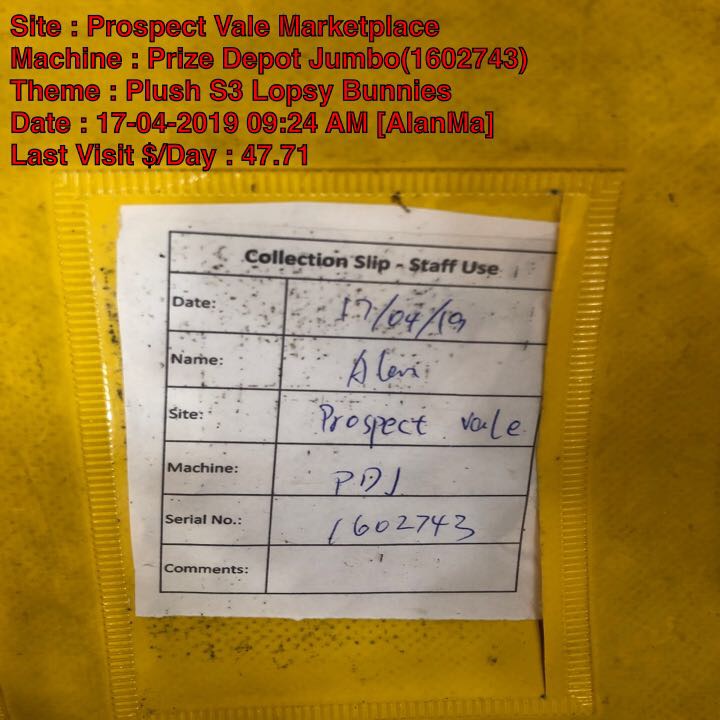 Site : Prospect Vale Marketplace
Machine : Prize Depot Jumbo(1602743)
Theme : Plush S3 Lopsy Bunnies
Date : 17-04-2019 09:24 AM [AlanMa]
Last Visit $/Day : 47.71
Collection Slip - Staff Use
Date: 17/04/19
Name: Alan
Site: Prospect vale
Machine: PDJ
Serial No.: 1602743
Comments: